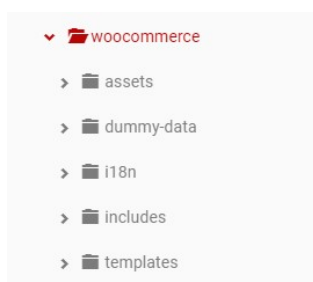 woocommerce
assets
dummy-data
i18n
includes
templates